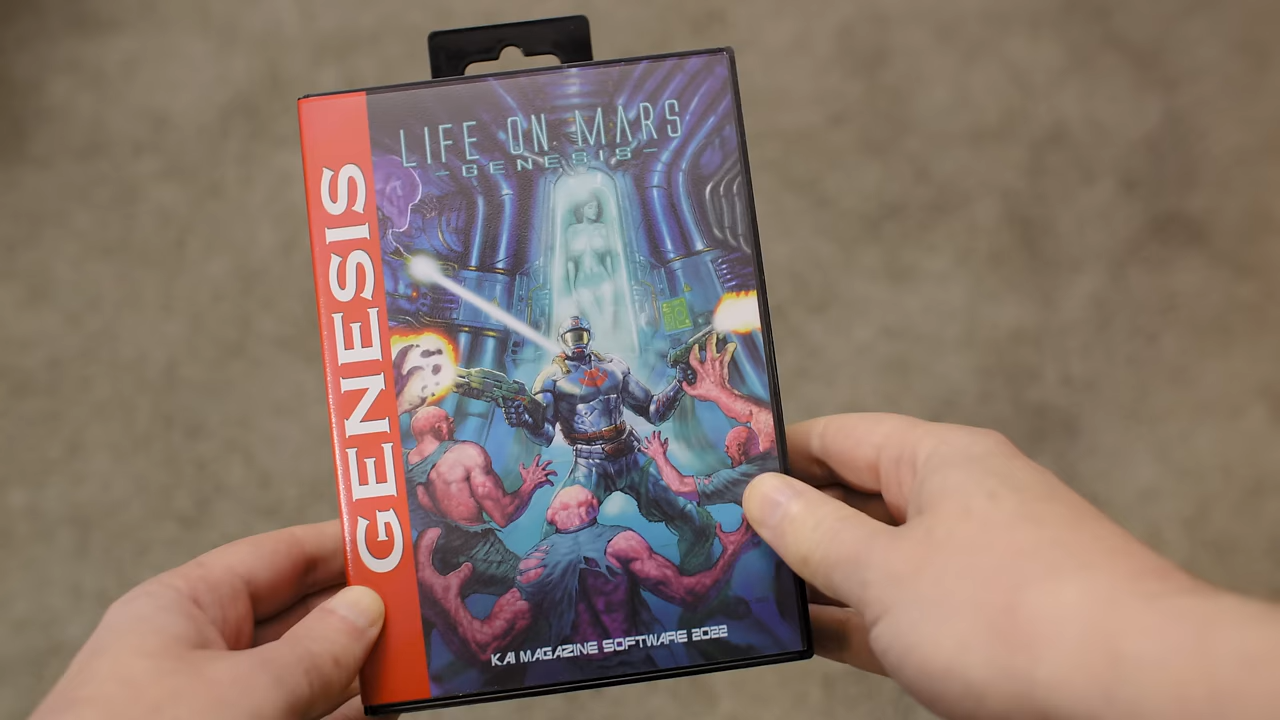 LIFE ON MARS
-GENESIS-
GENESIS
KAI MAGAZINE SOFTWARE 2022